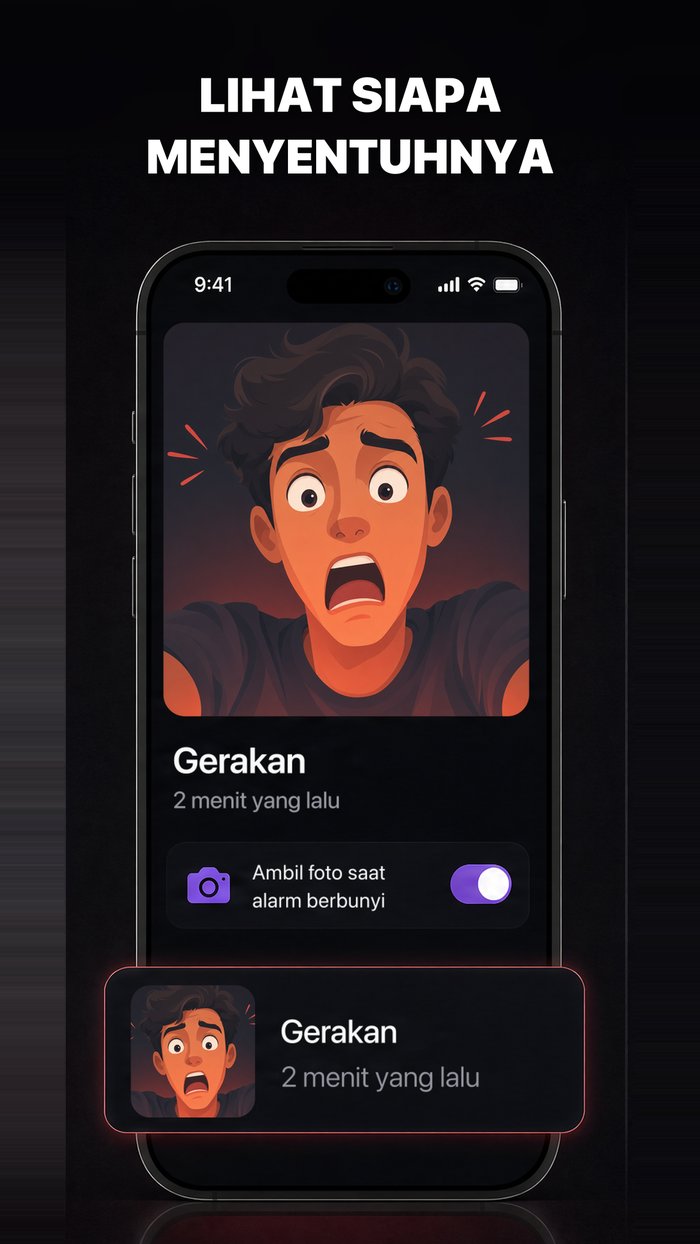 LIHAT SIAPA
MENYENTUHNYA
9:41
Gerakan
2 menit yang lalu
Ambil foto saat
alarm berbunyi
Gerakan
2 menit yang lalu